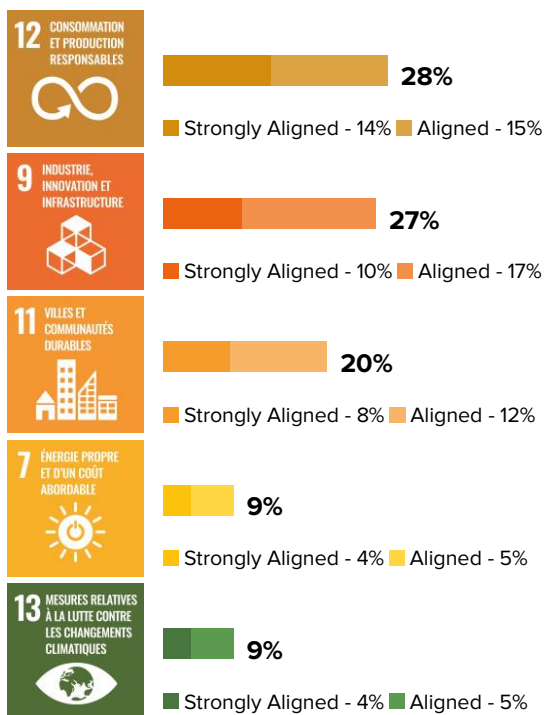 12 CONSOMMATION
ET PRODUCTION
RESPONSABLES
28%
Strongly Aligned - 14% Aligned - 15%
9 INDUSTRIE,
INNOVATION ET
INFRASTRUCTURE
27%
Strongly Aligned - 10% Aligned - 17%
11 VILLES ET
COMMUNAUTÉS
DURABLES
20%
Strongly Aligned - 8% Aligned - 12%
7 ÉNERGIE PROPRE
ET D'UN COÛT
ABORDABLE
9%
Strongly Aligned - 4% Aligned - 5%
13 MESURES RELATIVES
À LA LUTTE CONTRE
LES CHANGEMENTS
CLIMATIQUES
9%
Strongly Aligned - 4% Aligned - 5%